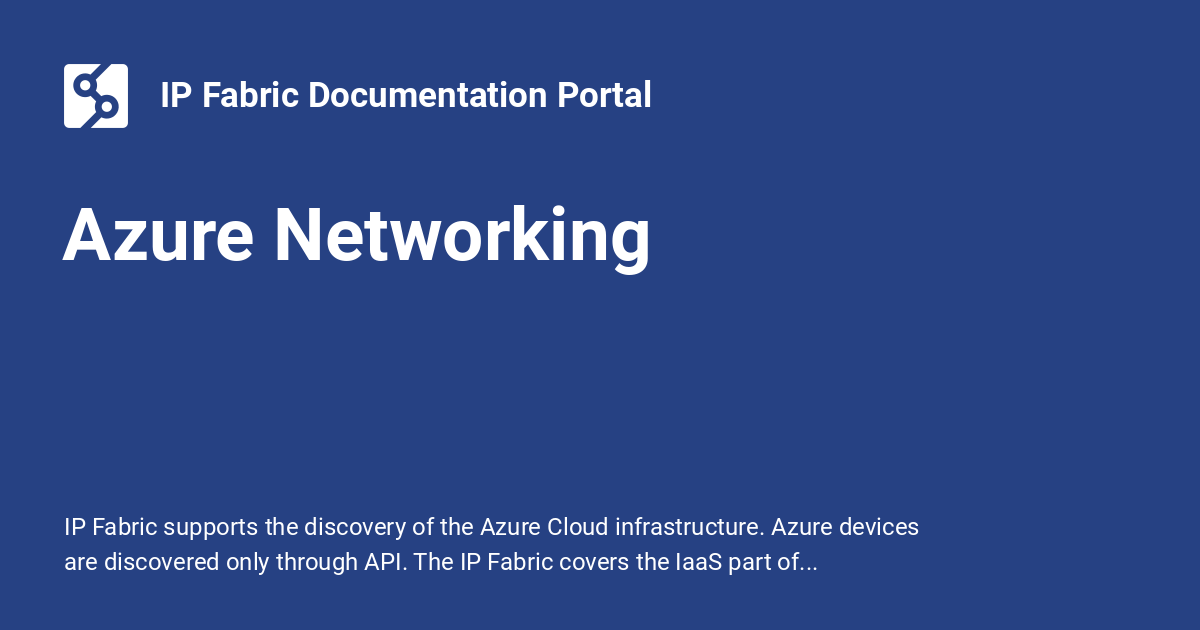 IP Fabric Documentation Portal
Azure Networking
IP Fabric supports the discovery of the Azure Cloud infrastructure. Azure devices
are discovered only through API. The IP Fabric covers the IaaS part of...